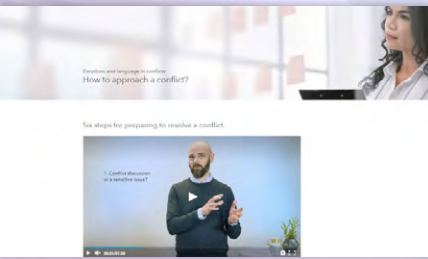 Emotions and language in conflict
How to approach a conflict?
Six steps for preparing to resolve a conflict.
1. Conflict discussion
or a sensitive issue?